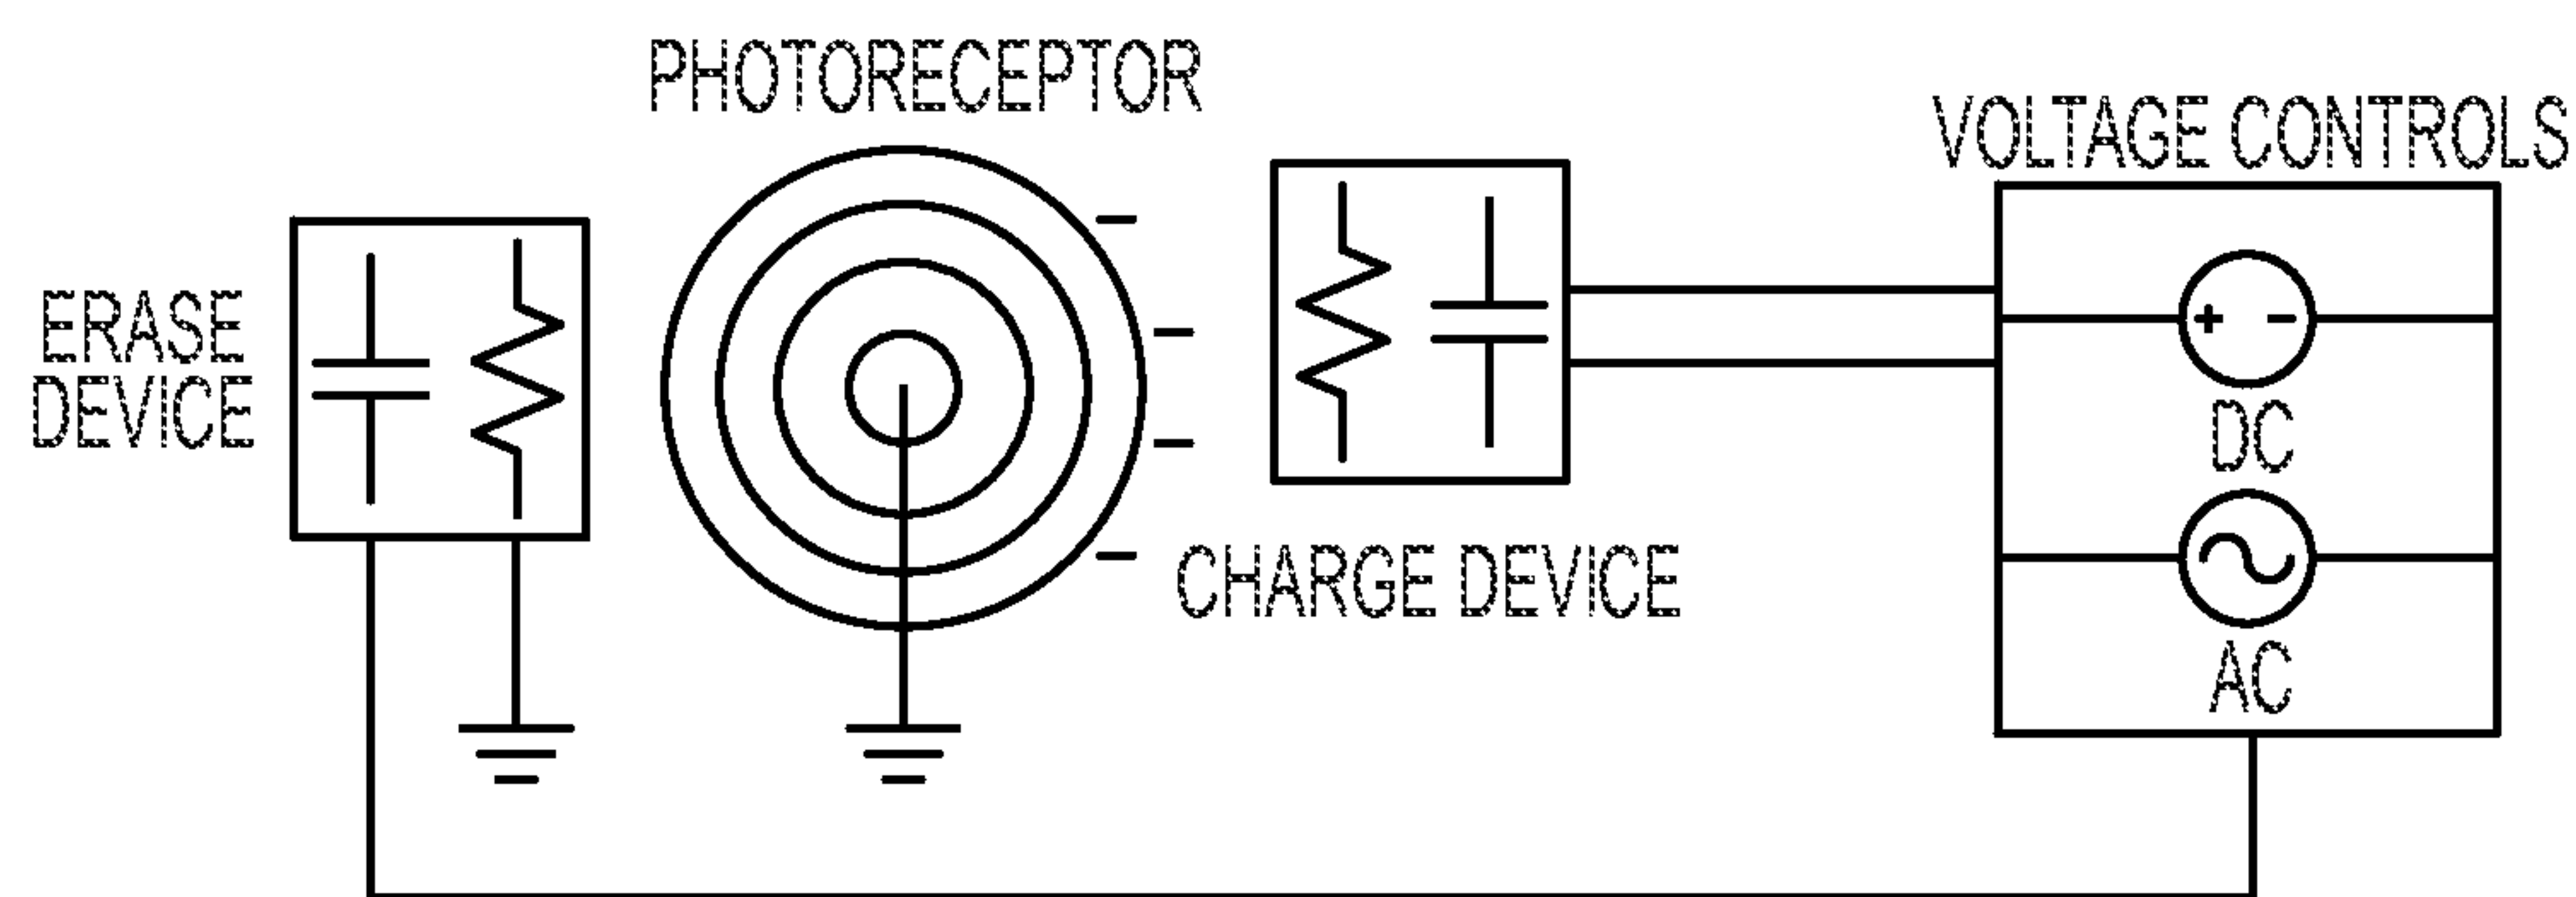 PHOTORECEPTOR
VOLTAGE CONTROLS
ERASE
DEVICE
+ -
DC
CHARGE DEVICE
AC